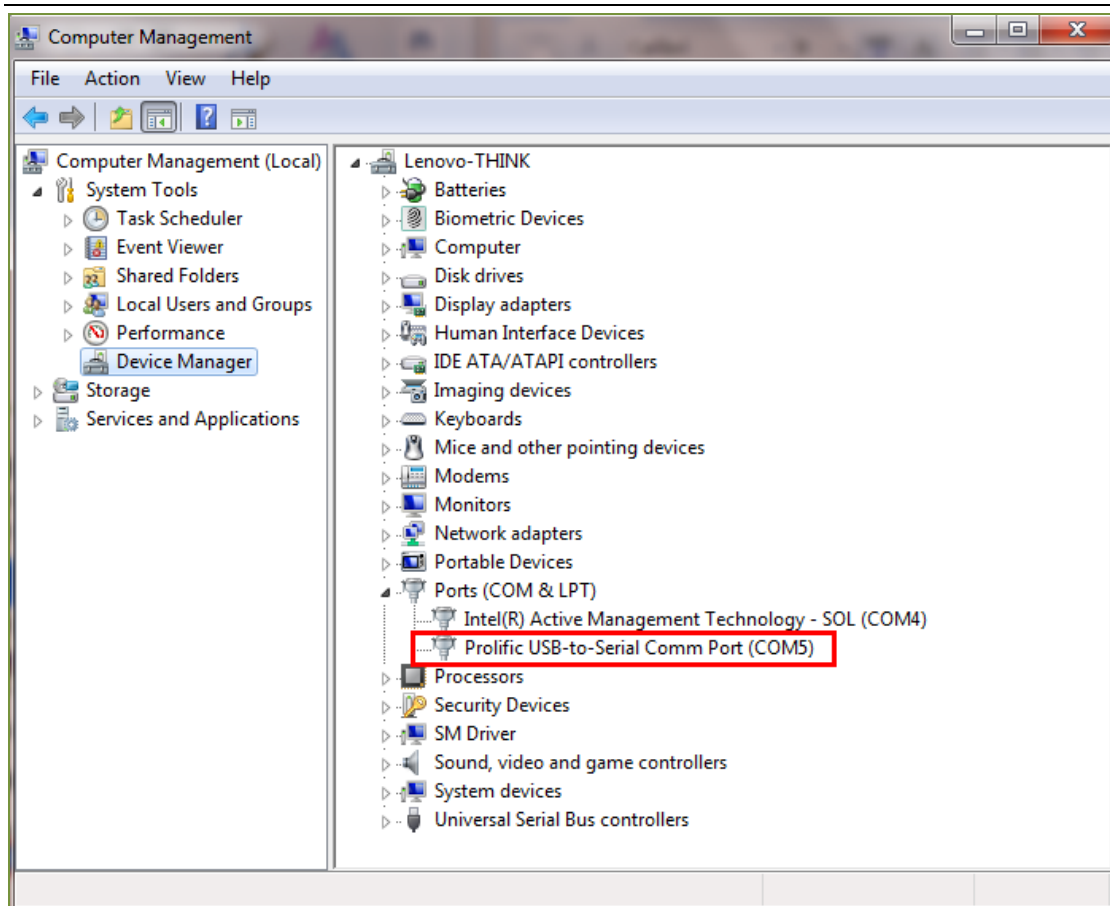 Computer Management
File Action View Help
Computer Management (Local)
System Tools
Task Scheduler
Event Viewer
Shared Folders
Local Users and Groups
Performance
Device Manager
Storage
Services and Applications
Lenovo-THINK
Batteries
Biometric Devices
Computer
Disk drives
Display adapters
Human Interface Devices
IDE ATA/ATAPI controllers
Imaging devices
Keyboards
Mice and other pointing devices
Modems
Monitors
Network adapters
Portable Devices
Ports (COM & LPT)
Intel(R) Active Management Technology - SOL (COM4)
Prolific USB-to-Serial Comm Port (COM5)
Processors
Security Devices
SM Driver
Sound, video and game controllers
System devices
Universal Serial Bus controllers